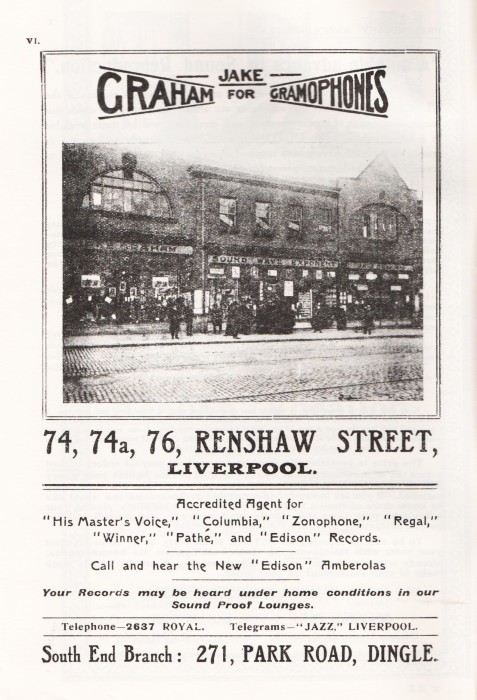 VI.
JAKE
GRAHAM FOR GRAMOPHONES
SOUND WAVE EXPONENT
74, 74a, 76, RENSHAW STREET,
LIVERPOOL.
Accredited Agent for
"His Master's Voice," "Columbia," "Zonophone," "Regal,"
"Winner," "Pathé," and "Edison" Records.
Call and hear the New "Edison" Amberolas
Your Records may be heard under home conditions in our
Sound Proof Lounges.
Telephone—2637 ROYAL. Telegrams—"JAZZ," LIVERPOOL.
South End Branch: 271, PARK ROAD, DINGLE.